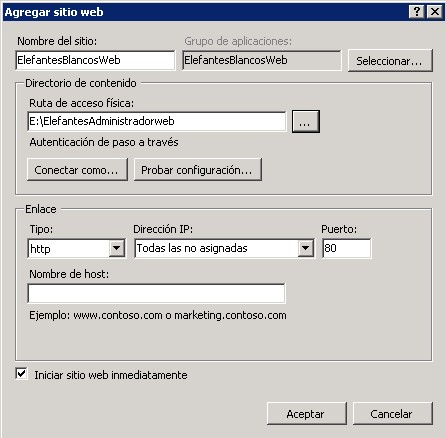 Agregar sitio web
Nombre del sitio: Grupo de aplicaciones:
ElefantesBlancosWeb ElefantesBlancosWeb Seleccionar...
Directorio de contenido
Ruta de acceso física:
E:\ElefantesAdministradorweb ...
Autenticación de paso a través
Conectar como... Probar configuración...
Enlace
Tipo: Dirección IP: Puerto:
http Todas las no asignadas 80
Nombre de host:
Ejemplo: www.contoso.com o marketing.contoso.com
Iniciar sitio web inmediatamente
Aceptar Cancelar